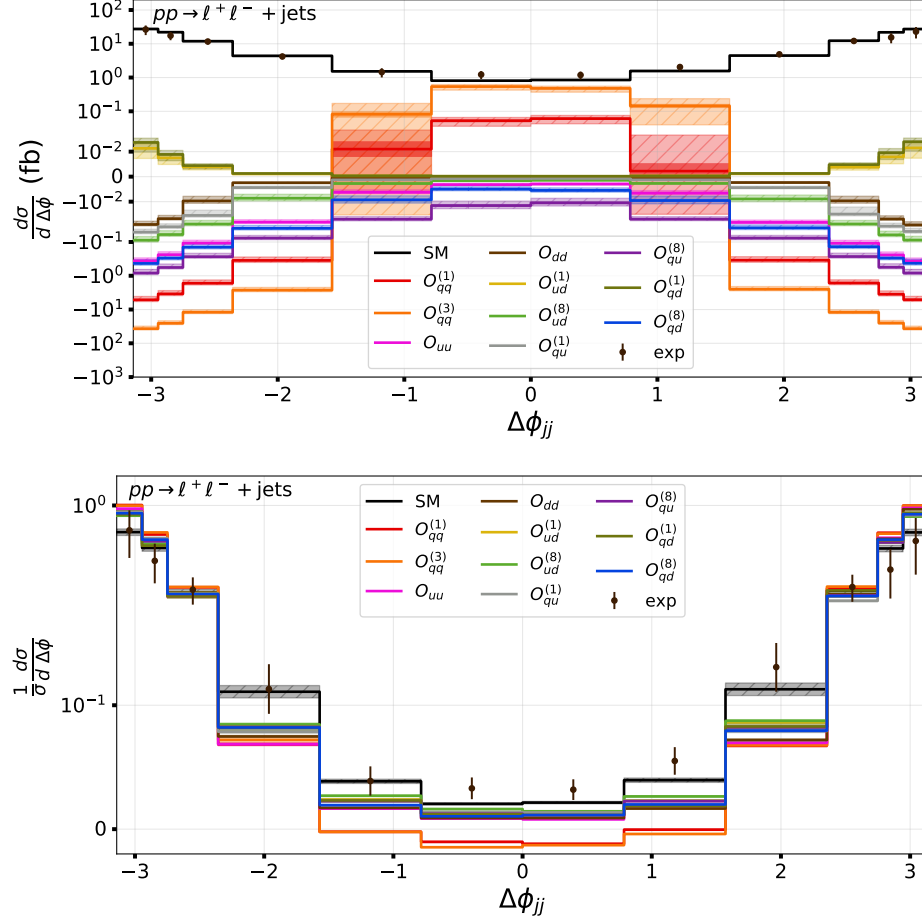 pp → ℓ⁺ℓ⁻ + jets
10²
10¹
10⁰
10⁻¹
10⁻²
0
−10⁻²
−10⁻¹
−10⁰
−10¹
−10²
−10³
dσ/d Δϕ (fb)
SM
O_qq^(1)
O_qq^(3)
O_uu
O_dd
O_ud^(1)
O_ud^(8)
O_qu^(1)
O_qu^(8)
O_qd^(1)
O_qd^(8)
exp
−3 −2 −1 0 1 2 3
Δϕ_jj
pp → ℓ⁺ℓ⁻ + jets
10⁰
10⁻¹
0
1/σ dσ/d Δϕ
SM
O_qq^(1)
O_qq^(3)
O_uu
O_dd
O_ud^(1)
O_ud^(8)
O_qu^(1)
O_qu^(8)
O_qd^(1)
O_qd^(8)
exp
−3 −2 −1 0 1 2 3
Δϕ_jj